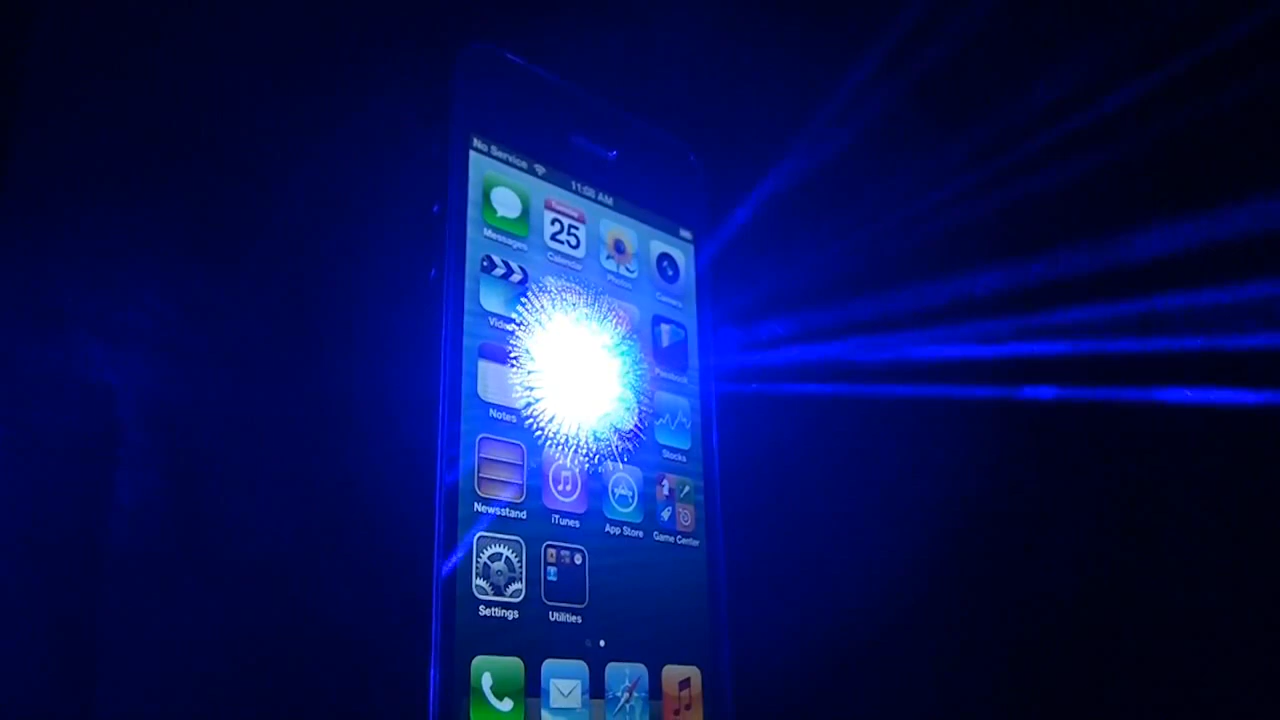 No Service
11:08 AM
Messages
25
Calendar
Photos
Camera
Notes
Stocks
Newsstand
iTunes
App Store
Game Center
Settings
Utilities